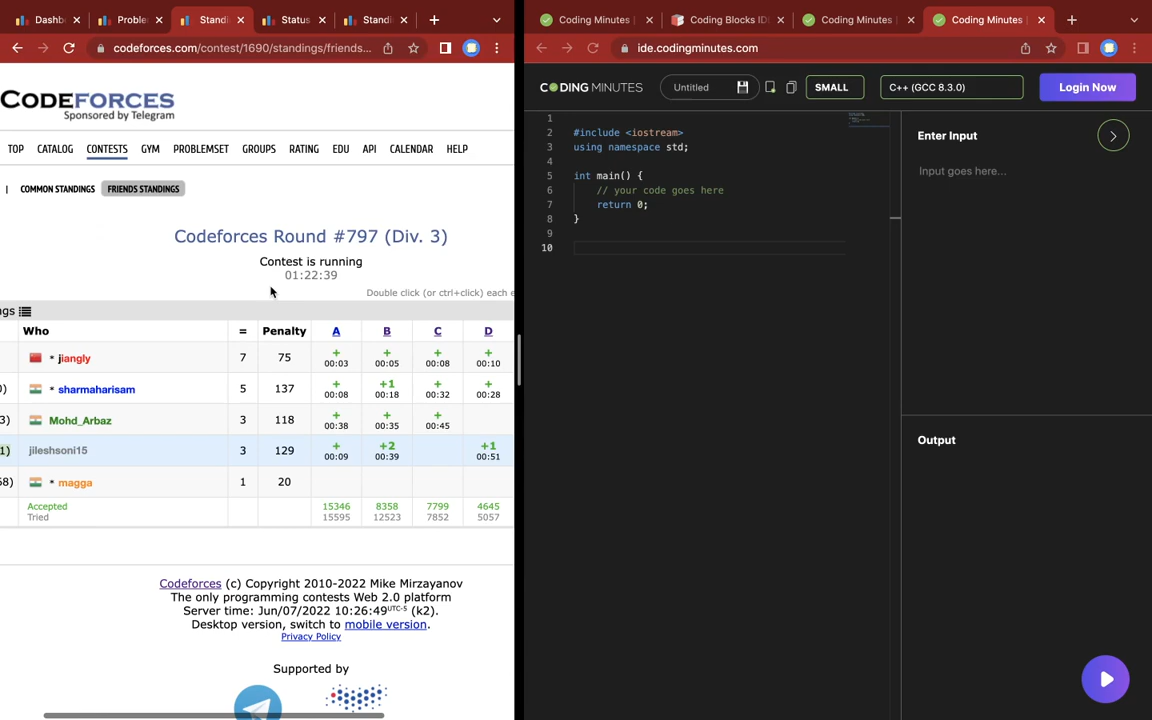 Dashb
Proble
Standi
Status
Standi
codeforces.com/contest/1690/standings/friends...
CODEFORCES
Sponsored by Telegram
TOP CATALOG CONTESTS GYM PROBLEMSET GROUPS RATING EDU API CALENDAR HELP
| COMMON STANDINGS FRIENDS STANDINGS
Codeforces Round #797 (Div. 3)
Contest is running
01:22:39
Double click (or ctrl+click) each e
ngs
Who = Penalty A B C D
* jiangly 7 75 + + + +
00:03 00:05 00:08 00:10
0) * sharmaharisam 5 137 + +1 + +
00:08 00:18 00:32 00:28
3) Mohd_Arbaz 3 118 + + +
00:38 00:35 00:45
1) jileshsoni15 3 129 + +2 +1
00:09 00:39 00:51
58) * magga 1 20
Accepted 15346 8358 7799 4645
Tried 15595 12523 7852 5057
Codeforces (c) Copyright 2010-2022 Mike Mirzayanov
The only programming contests Web 2.0 platform
Server time: Jun/07/2022 10:26:49UTC-5 (k2).
Desktop version, switch to mobile version.
Privacy Policy
Supported by
Coding Minutes
Coding Blocks IDE
Coding Minutes
Coding Minutes
ide.codingminutes.com
CODING MINUTES Untitled SMALL C++ (GCC 8.3.0) Login Now
1
2 #include <iostream>
3 using namespace std;
4
5 int main() {
6 // your code goes here
7 return 0;
8 }
9
10
Enter Input
Input goes here...
Output